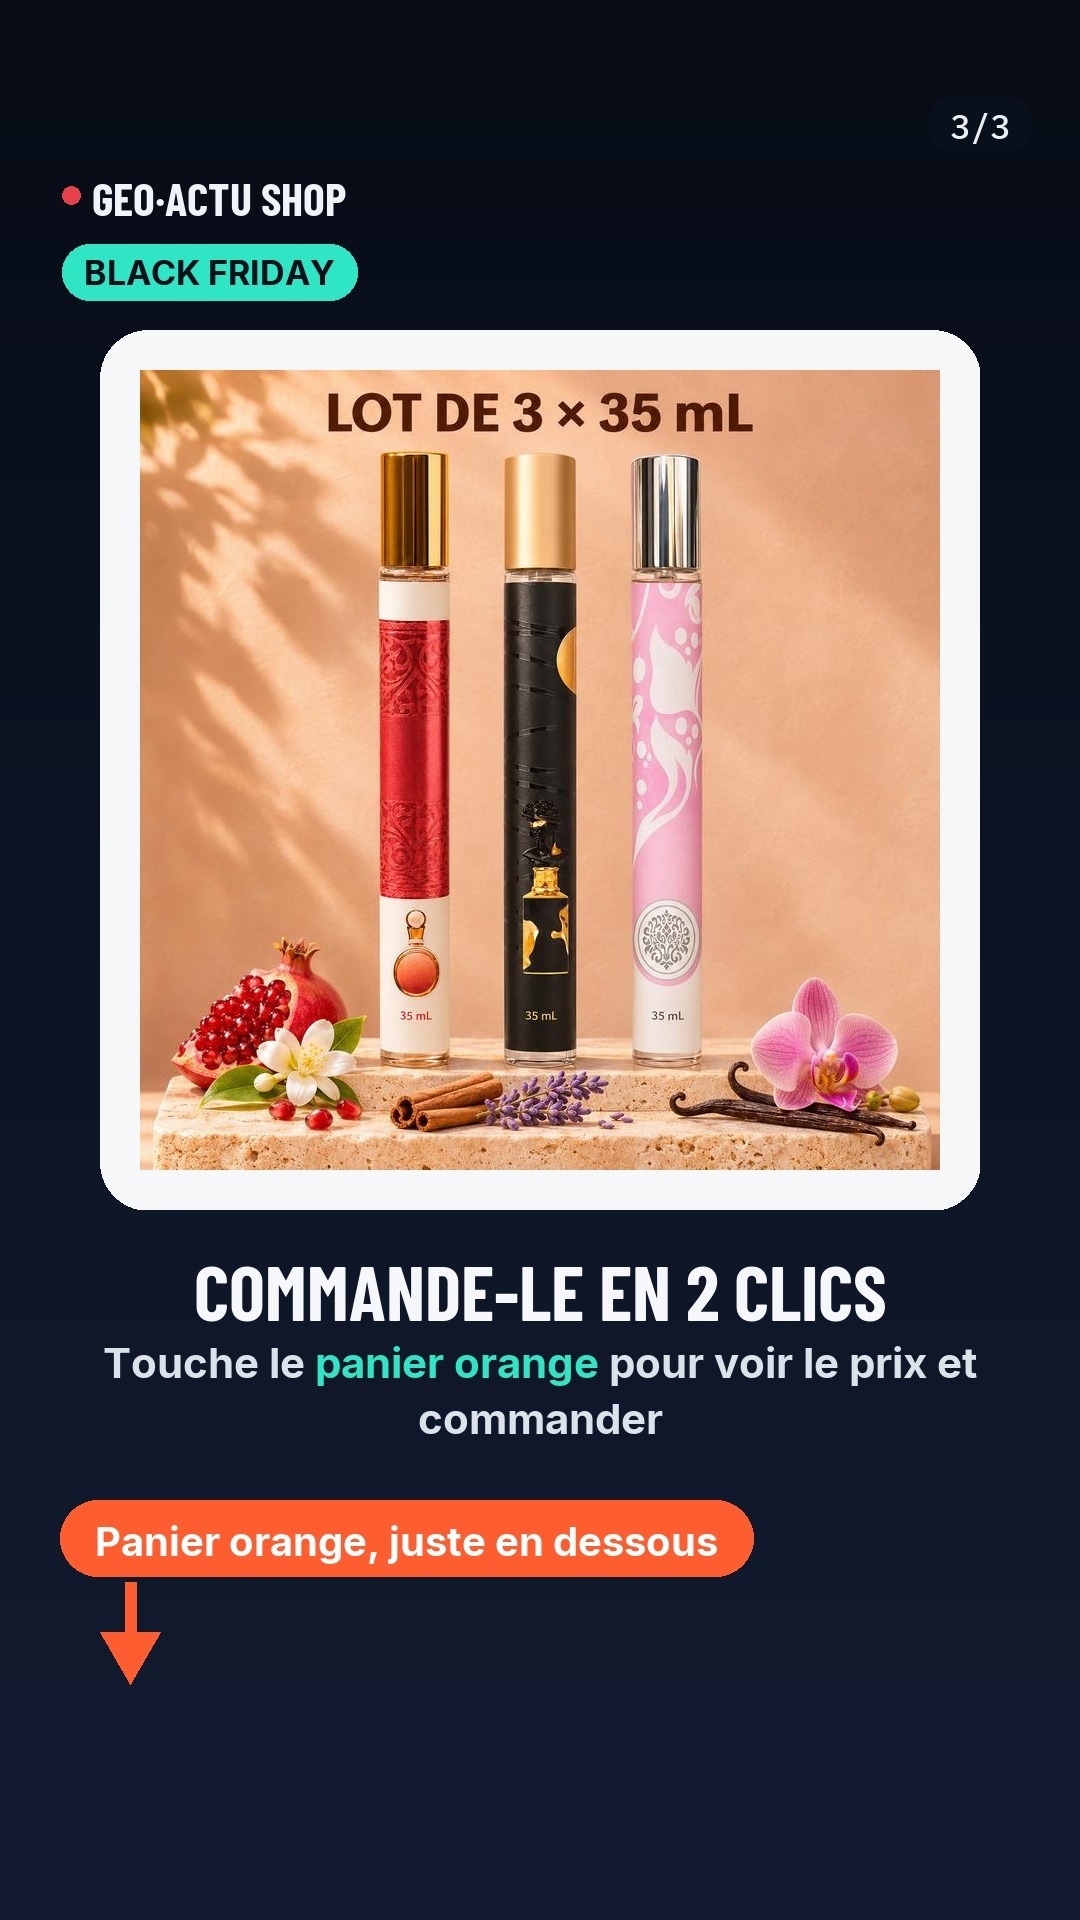 3/3
GEO·ACTU SHOP
BLACK FRIDAY
LOT DE 3 × 35 mL
35 mL
35 mL
35 mL
COMMANDE-LE EN 2 CLICS
Touche le panier orange pour voir le prix et
commander
Panier orange, juste en dessous